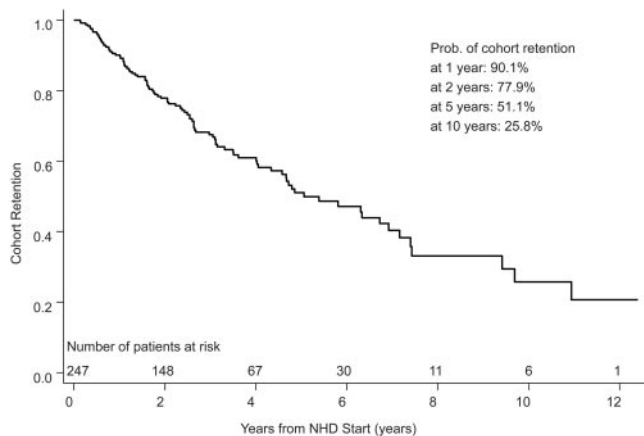 1.0
0.8
0.6
0.4
0.2
0.0
Cohort Retention
Prob. of cohort retention
at 1 year: 90.1%
at 2 years: 77.9%
at 5 years: 51.1%
at 10 years: 25.8%
Number of patients at risk
247 148 67 30 11 6 1
0 2 4 6 8 10 12
Years from NHD Start (years)